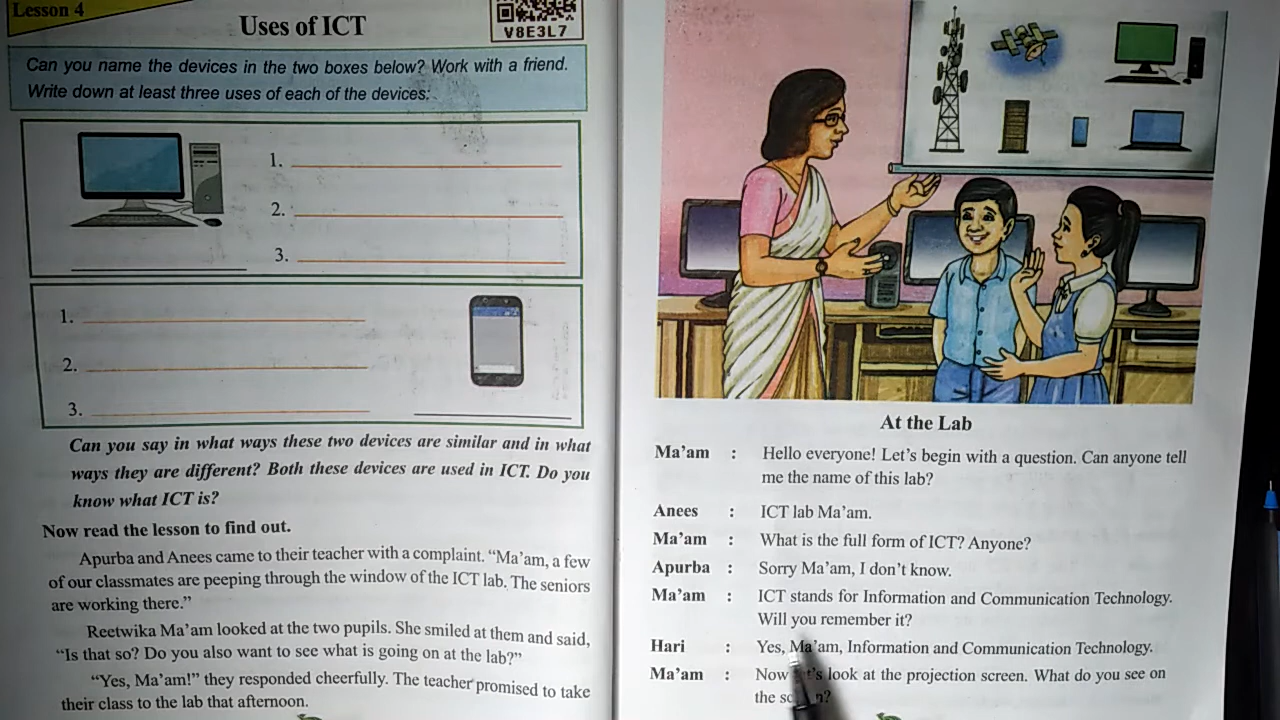 Lesson 4
Uses of ICT
V8E3L7
Can you name the devices in the two boxes below? Work with a friend.
Write down at least three uses of each of the devices:
1.
2.
3.
1.
2.
3.
Can you say in what ways these two devices are similar and in what
ways they are different? Both these devices are used in ICT. Do you
know what ICT is?
Now read the lesson to find out.
Apurba and Anees came to their teacher with a complaint. “Ma’am, a few
of our classmates are peeping through the window of the ICT lab. The seniors
are working there.”
Reetwika Ma’am looked at the two pupils. She smiled at them and said,
“Is that so? Do you also want to see what is going on at the lab?”
“Yes, Ma’am!” they responded cheerfully. The teacher promised to take
their class to the lab that afternoon.
At the Lab
Ma’am : Hello everyone! Let’s begin with a question. Can anyone tell
me the name of this lab?
Anees : ICT lab Ma’am.
Ma’am : What is the full form of ICT? Anyone?
Apurba : Sorry Ma’am, I don’t know.
Ma’am : ICT stands for Information and Communication Technology.
Will you remember it?
Hari : Yes, Ma’am, Information and Communication Technology.
Ma’am : Now look at the projection screen. What do you see on
the